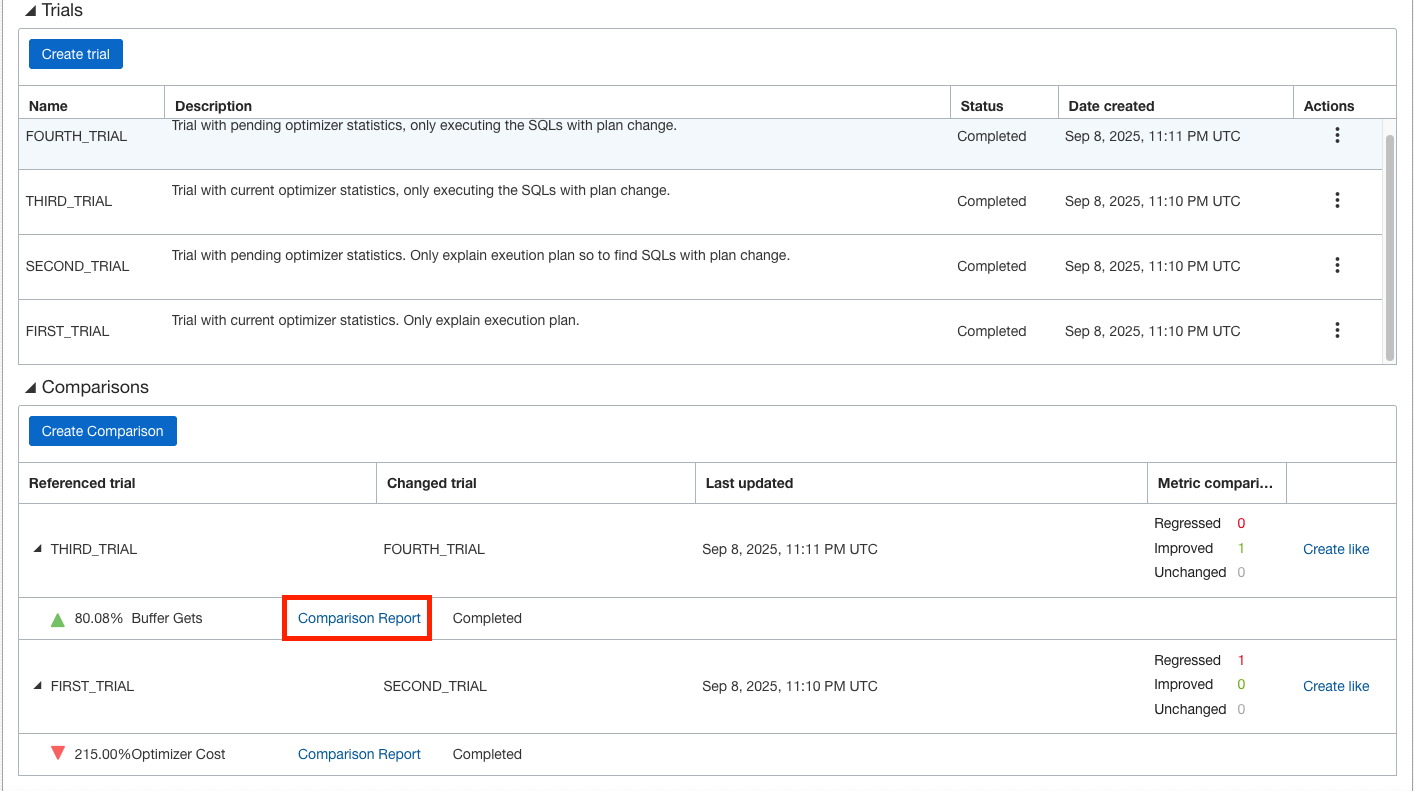 Trials
Create trial
Name Description Status Date created Actions
FOURTH_TRIAL Trial with pending optimizer statistics, only executing the SQLs with plan change. Completed Sep 8, 2025, 11:11 PM UTC
THIRD_TRIAL Trial with current optimizer statistics, only executing the SQLs with plan change. Completed Sep 8, 2025, 11:10 PM UTC
SECOND_TRIAL Trial with pending optimizer statistics. Only explain exeution plan so to find SQLs with plan change. Completed Sep 8, 2025, 11:10 PM UTC
FIRST_TRIAL Trial with current optimizer statistics. Only explain execution plan. Completed Sep 8, 2025, 11:10 PM UTC
Comparisons
Create Comparison
Referenced trial Changed trial Last updated Metric compari...
Regressed 0
THIRD_TRIAL FOURTH_TRIAL Sep 8, 2025, 11:11 PM UTC Improved 1 Create like
Unchanged 0
80.08% Buffer Gets Comparison Report Completed
Regressed 1
FIRST_TRIAL SECOND_TRIAL Sep 8, 2025, 11:10 PM UTC Improved 0 Create like
Unchanged 0
215.00%Optimizer Cost Comparison Report Completed